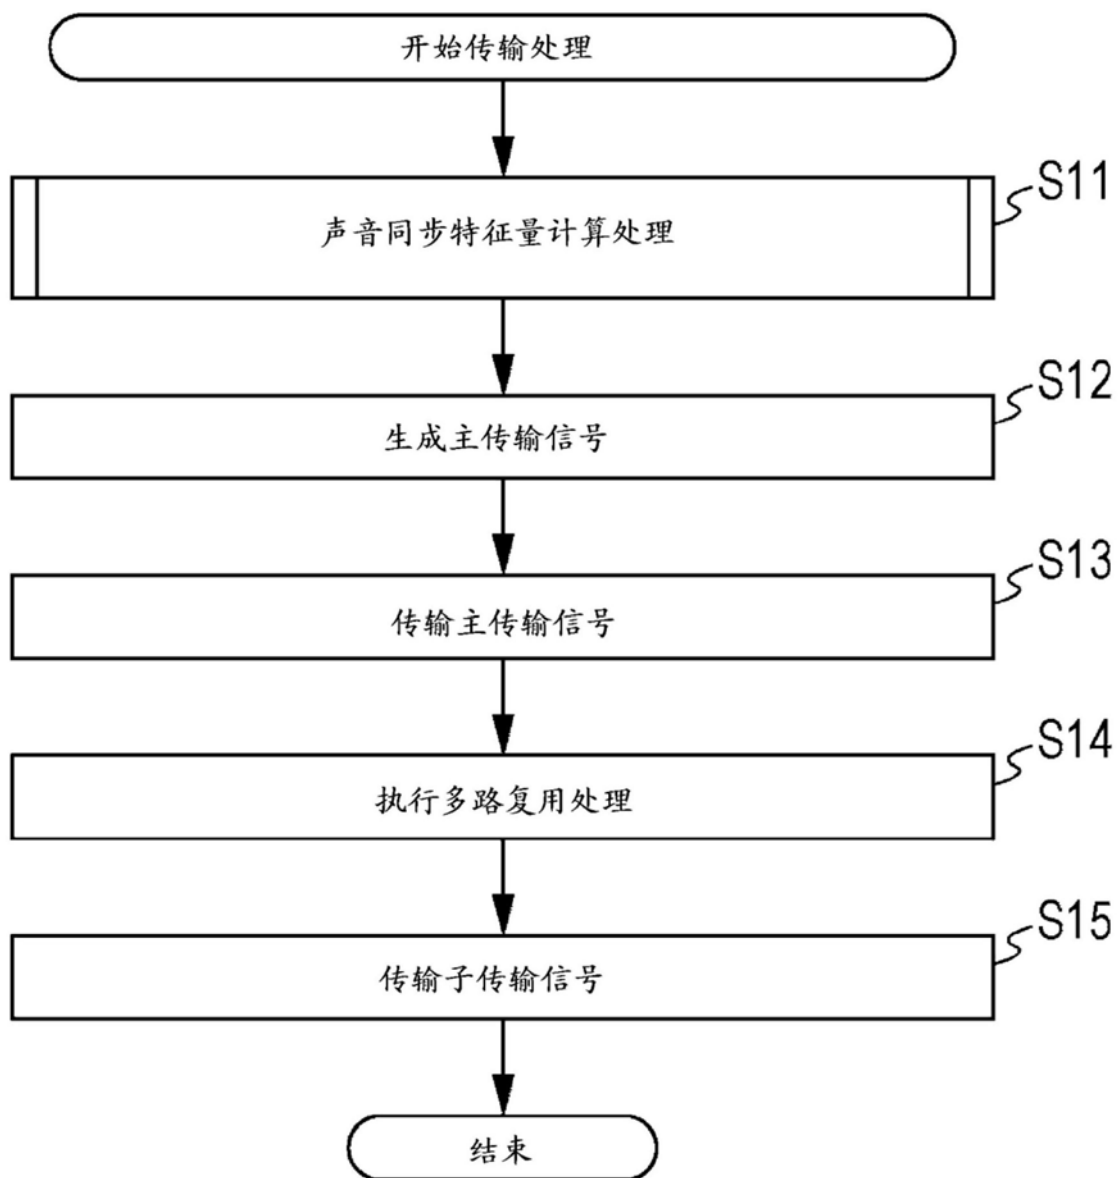 开始传输处理
S11
声音同步特征量计算处理
S12
生成主传输信号
S13
传输主传输信号
S14
执行多路复用处理
S15
传输子传输信号
结束